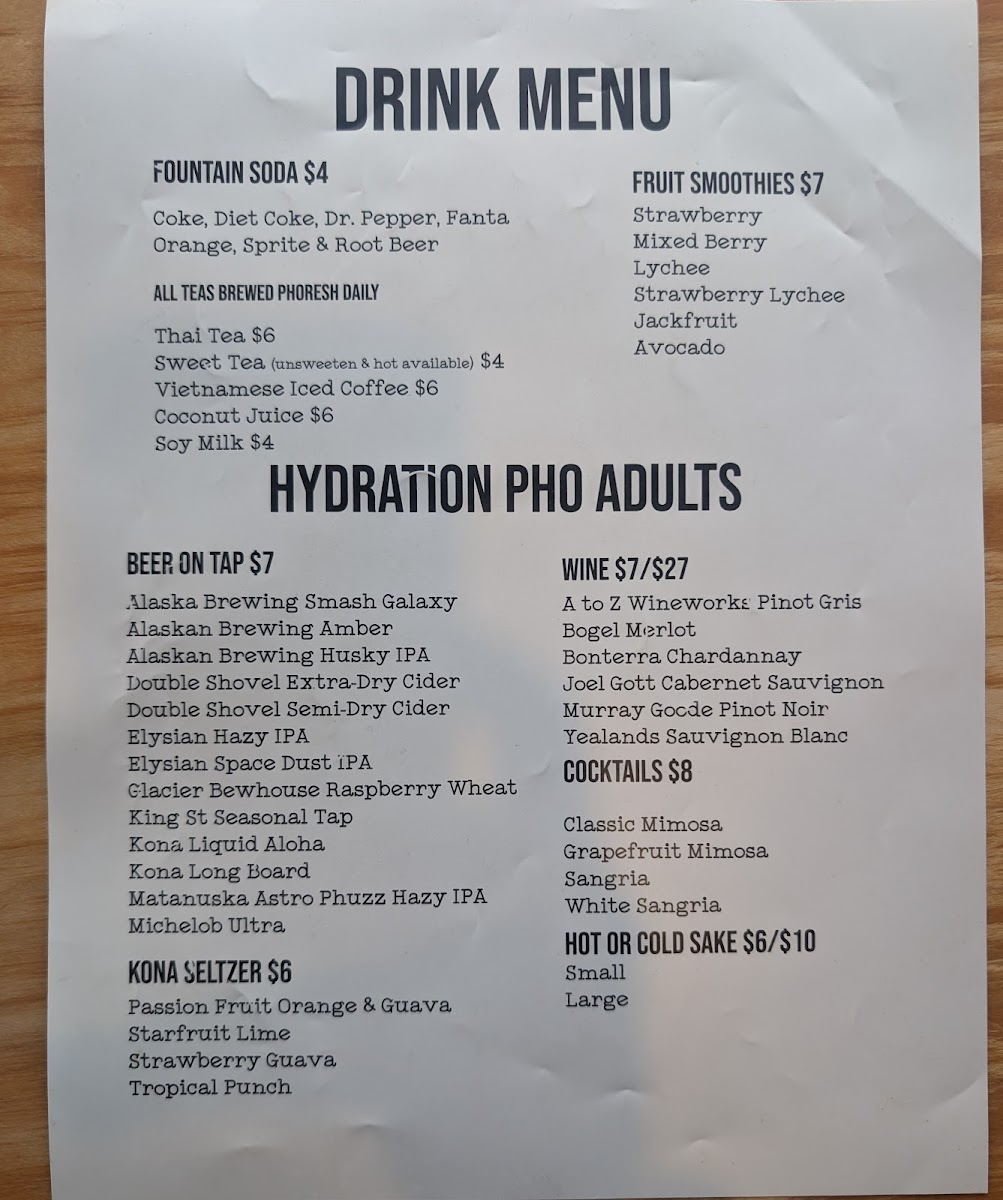 DRINK MENU
FOUNTAIN SODA $4
Coke, Diet Coke, Dr. Pepper, Fanta
Orange, Sprite & Root Beer
ALL TEAS BREWED PHORESH DAILY
Thai Tea $6
Sweet Tea (unsweeten & hot available) $4
Vietnamese Iced Coffee $6
Coconut Juice $6
Soy Milk $4
FRUIT SMOOTHIES $7
Strawberry
Mixed Berry
Lychee
Strawberry Lychee
Jackfruit
Avocado
HYDRATION PHO ADULTS
BEER ON TAP $7
Alaska Brewing Smash Galaxy
Alaskan Brewing Amber
Alaskan Brewing Husky IPA
Double Shovel Extra-Dry Cider
Double Shovel Semi-Dry Cider
Elysian Hazy IPA
Elysian Space Dust IPA
Glacier Bewhouse Raspberry Wheat
King St Seasonal Tap
Kona Liquid Aloha
Kona Long Board
Matanuska Astro Phuzz Hazy IPA
Michelob Ultra
KONA SELTZER $6
Passion Fruit Orange & Guava
Starfruit Lime
Strawberry Guava
Tropical Punch
WINE $7/$27
A to Z Wineworks Pinot Gris
Bogel Merlot
Bonterra Chardannay
Joel Gott Cabernet Sauvignon
Murray Goode Pinot Noir
Yealands Sauvignon Blanc
COCKTAILS $8
Classic Mimosa
Grapefruit Mimosa
Sangria
White Sangria
HOT OR COLD SAKE $6/$10
Small
Large